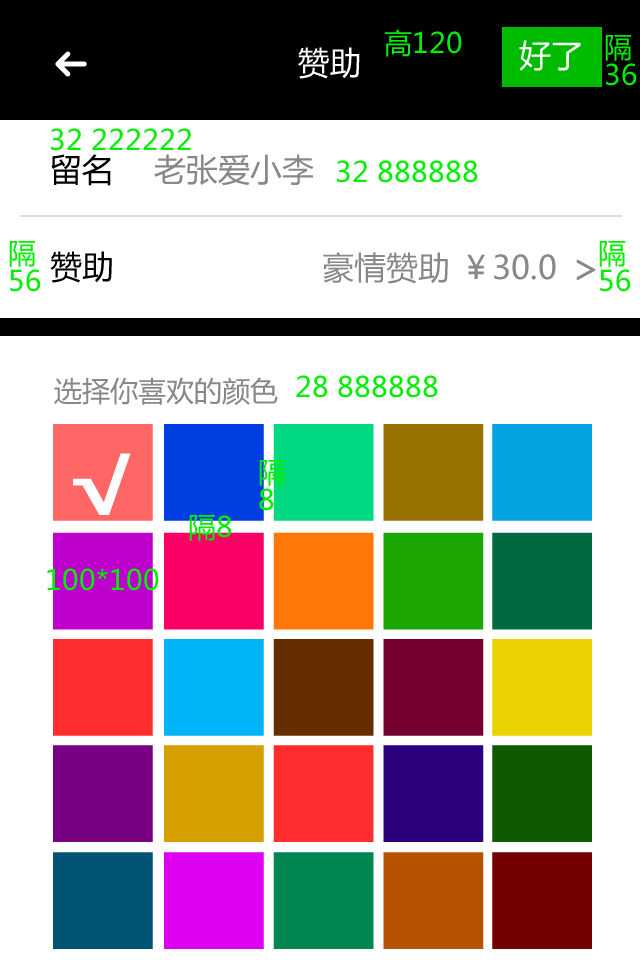 赞助 高120 好了 隔
36
32 222222
留名 老张爱小李 32 888888
隔
56
赞助 豪情赞助 ¥30.0 >
隔
56
选择你喜欢的颜色 28 888888
√
隔
8
隔8
100*100